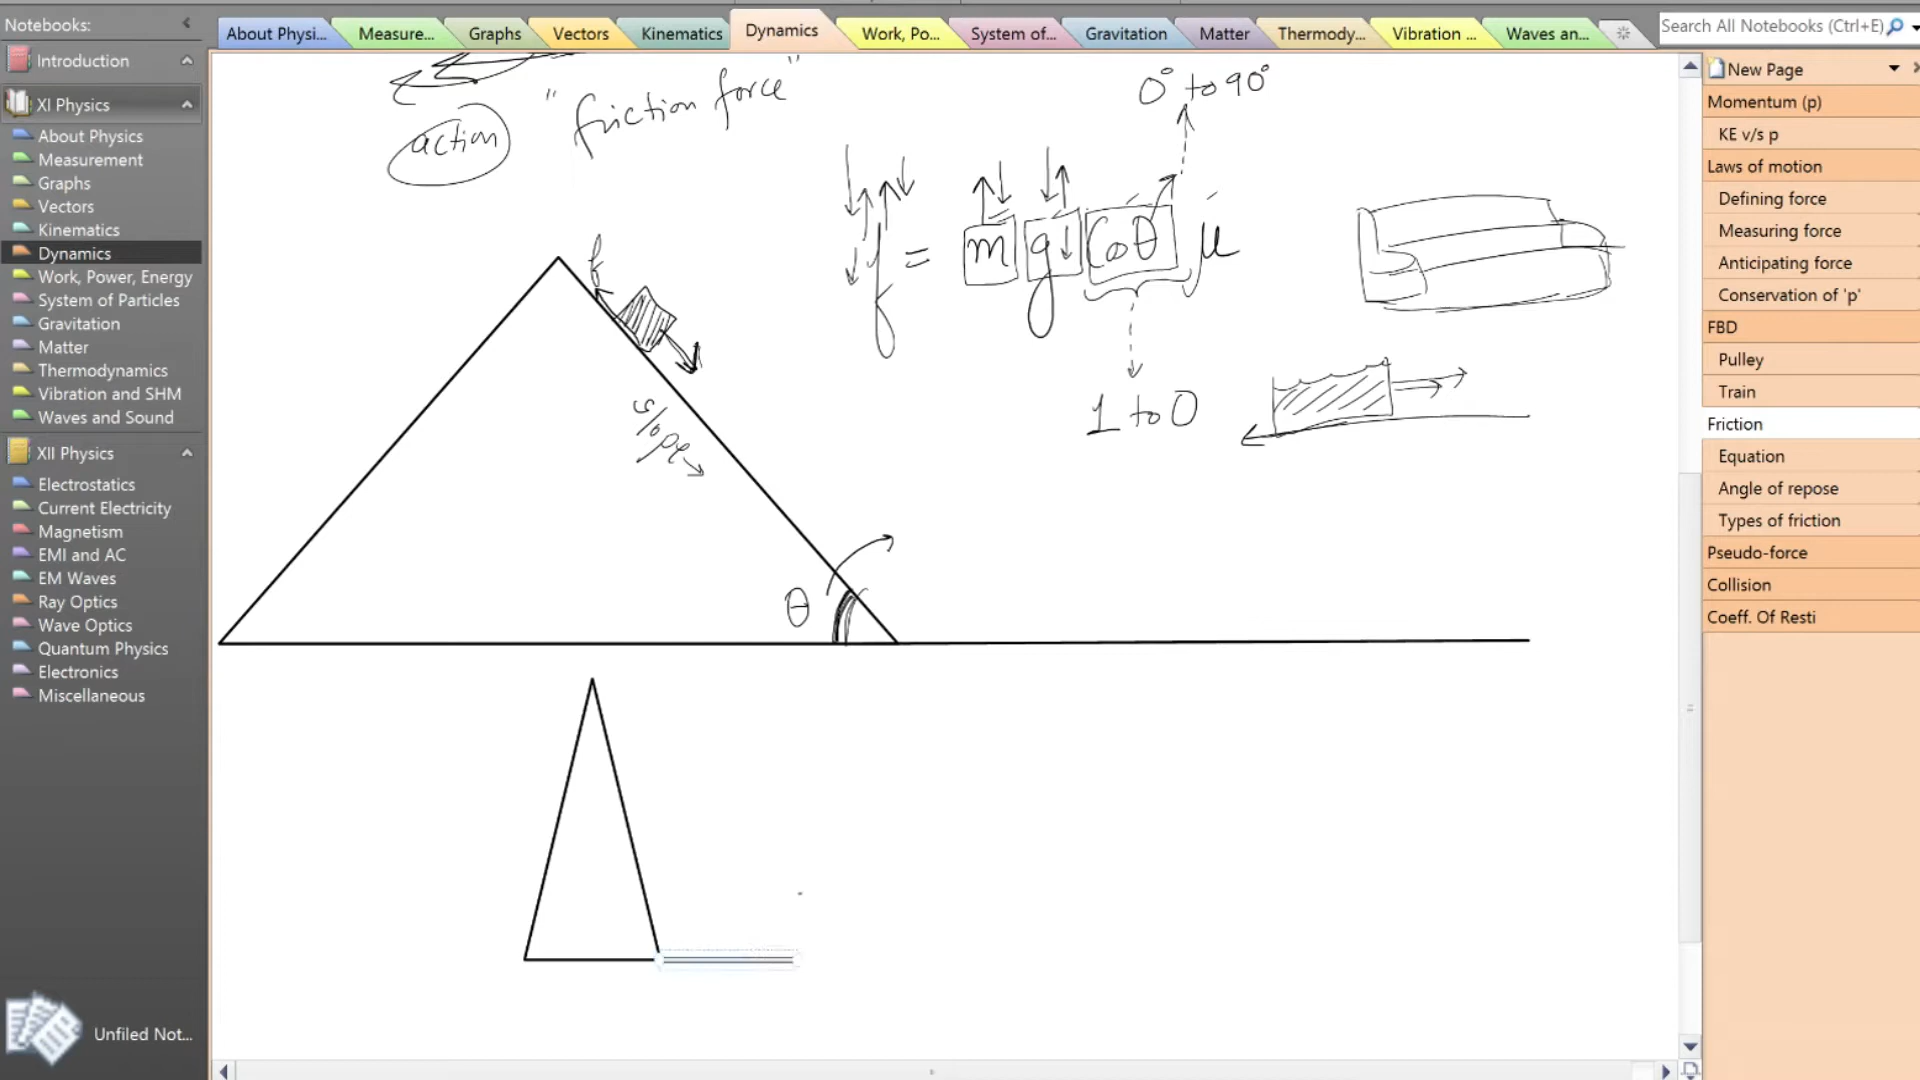 Notebooks:
Introduction
XI Physics
About Physics
Measurement
Graphs
Vectors
Kinematics
Dynamics
Work, Power, Energy
System of Particles
Gravitation
Matter
Thermodynamics
Vibration and SHM
Waves and Sound
XII Physics
Electrostatics
Current Electricity
Magnetism
EMI and AC
EM Waves
Ray Optics
Wave Optics
Quantum Physics
Electronics
Miscellaneous
Unfiled Not...
About Physi...
Measure...
Graphs
Vectors
Kinematics
Dynamics
Work, Po...
System of...
Gravitation
Matter
Thermody...
Vibration ...
Waves an...
Search All Notebooks (Ctrl+E)
"friction force"
action
0° to 90°
f = m g Cosθ μ
1 to 0
f
slope
θ
New Page
Momentum (p)
KE v/s p
Laws of motion
Defining force
Measuring force
Anticipating force
Conservation of 'p'
FBD
Pulley
Train
Friction
Equation
Angle of repose
Types of friction
Pseudo-force
Collision
Coeff. Of Resti